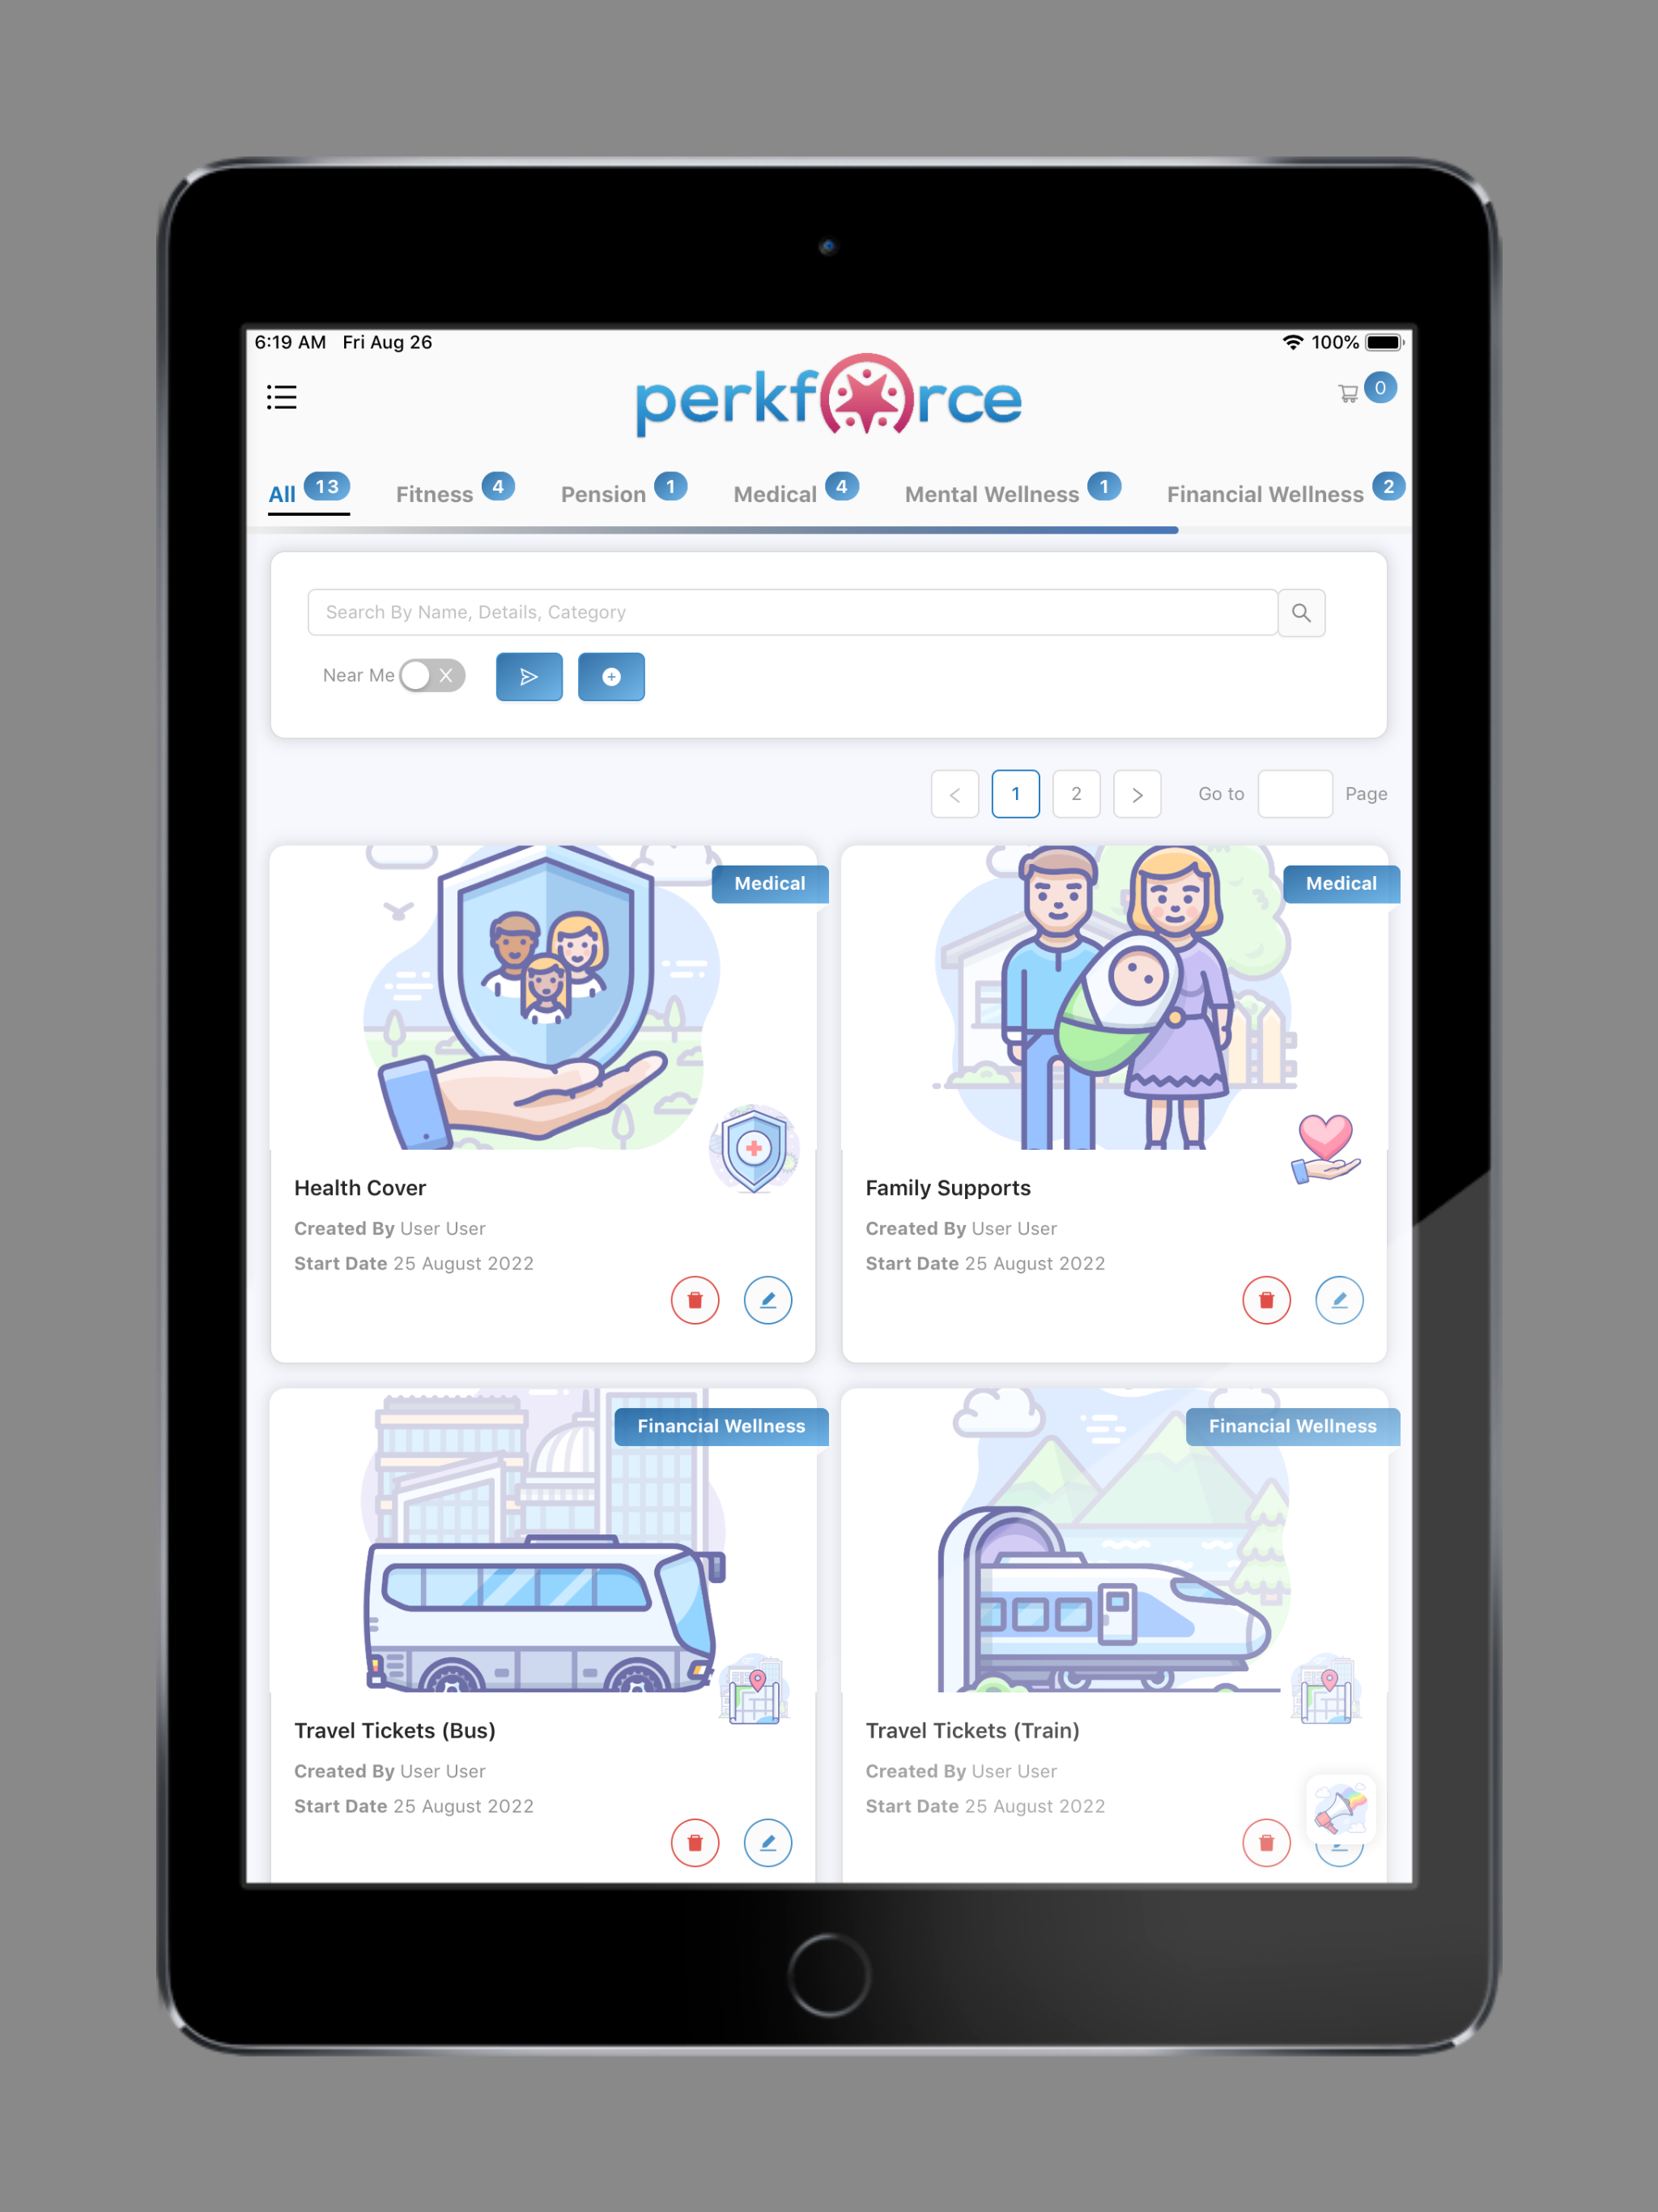 6:19 AM Fri Aug 26
100%
perkforce
0
All 13 Fitness 4 Pension 1 Medical 4 Mental Wellness 1 Financial Wellness 2
Search By Name, Details, Category
Near Me
1 2 Go to Page
Medical
Medical
Health Cover
Created By User User
Start Date 25 August 2022
Family Supports
Created By User User
Start Date 25 August 2022
Financial Wellness
Financial Wellness
Travel Tickets (Bus)
Created By User User
Start Date 25 August 2022
Travel Tickets (Train)
Created By User User
Start Date 25 August 2022